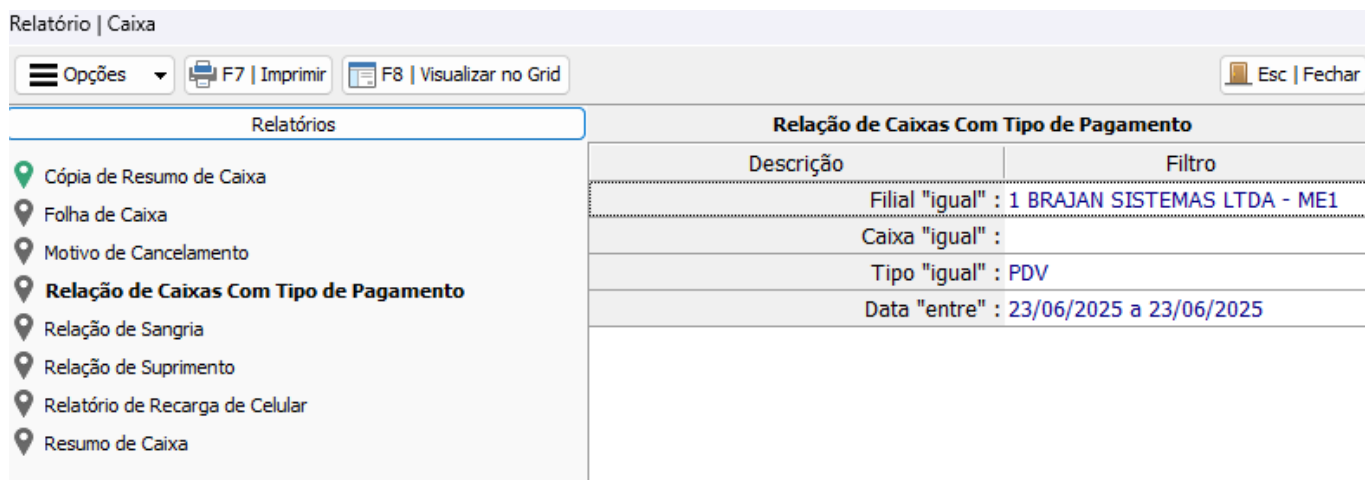 Relatório | Caixa
Opções F7 | Imprimir F8 | Visualizar no Grid Esc | Fechar
Relatórios
Cópia de Resumo de Caixa
Folha de Caixa
Motivo de Cancelamento
Relação de Caixas Com Tipo de Pagamento
Relação de Sangria
Relação de Suprimento
Relatório de Recarga de Celular
Resumo de Caixa
Relação de Caixas Com Tipo de Pagamento
Descrição Filtro
Filial "igual" : 1 BRAJAN SISTEMAS LTDA - ME1
Caixa "igual" :
Tipo "igual" : PDV
Data "entre" : 23/06/2025 a 23/06/2025